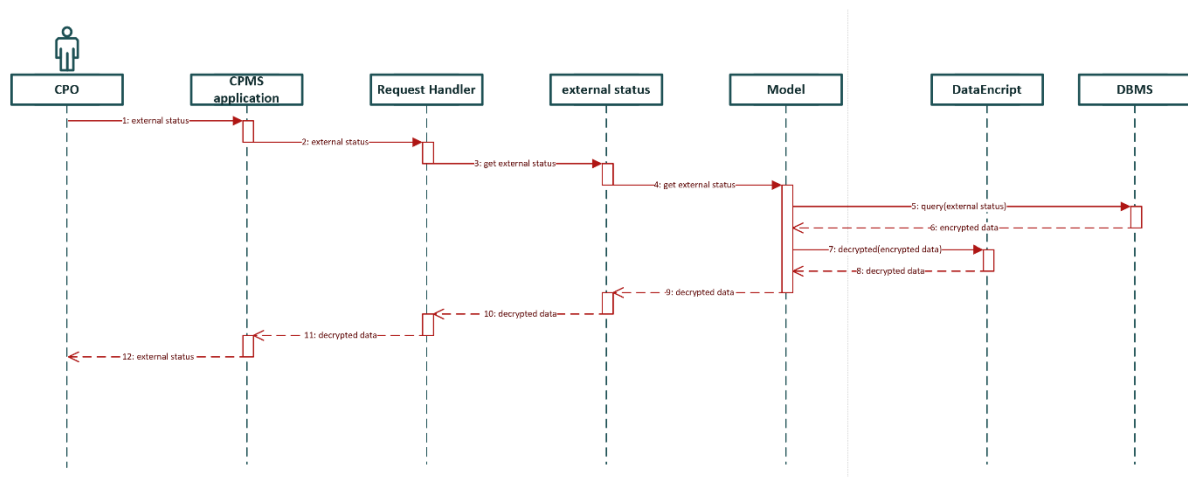 CPO
CPMS
application
Request Handler
external status
Model
DataEncript
DBMS
1: external status
2: external status
3: get external status
4: get external status
5: query(external status)
6: encrypted data
7: decrypted(encrypted data)
8: decrypted data
9: decrypted data
10: decrypted data
11: decrypted data
12: external status